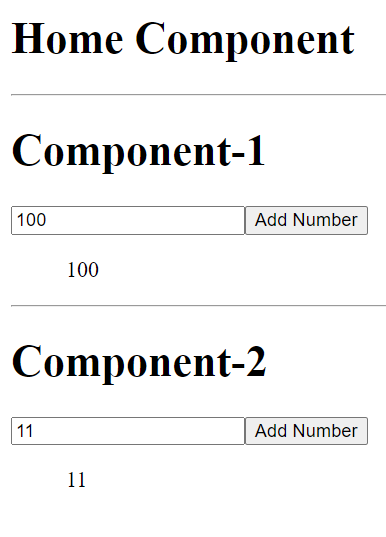 Home Component
Component-1
100 Add Number
100
Component-2
11 Add Number
11